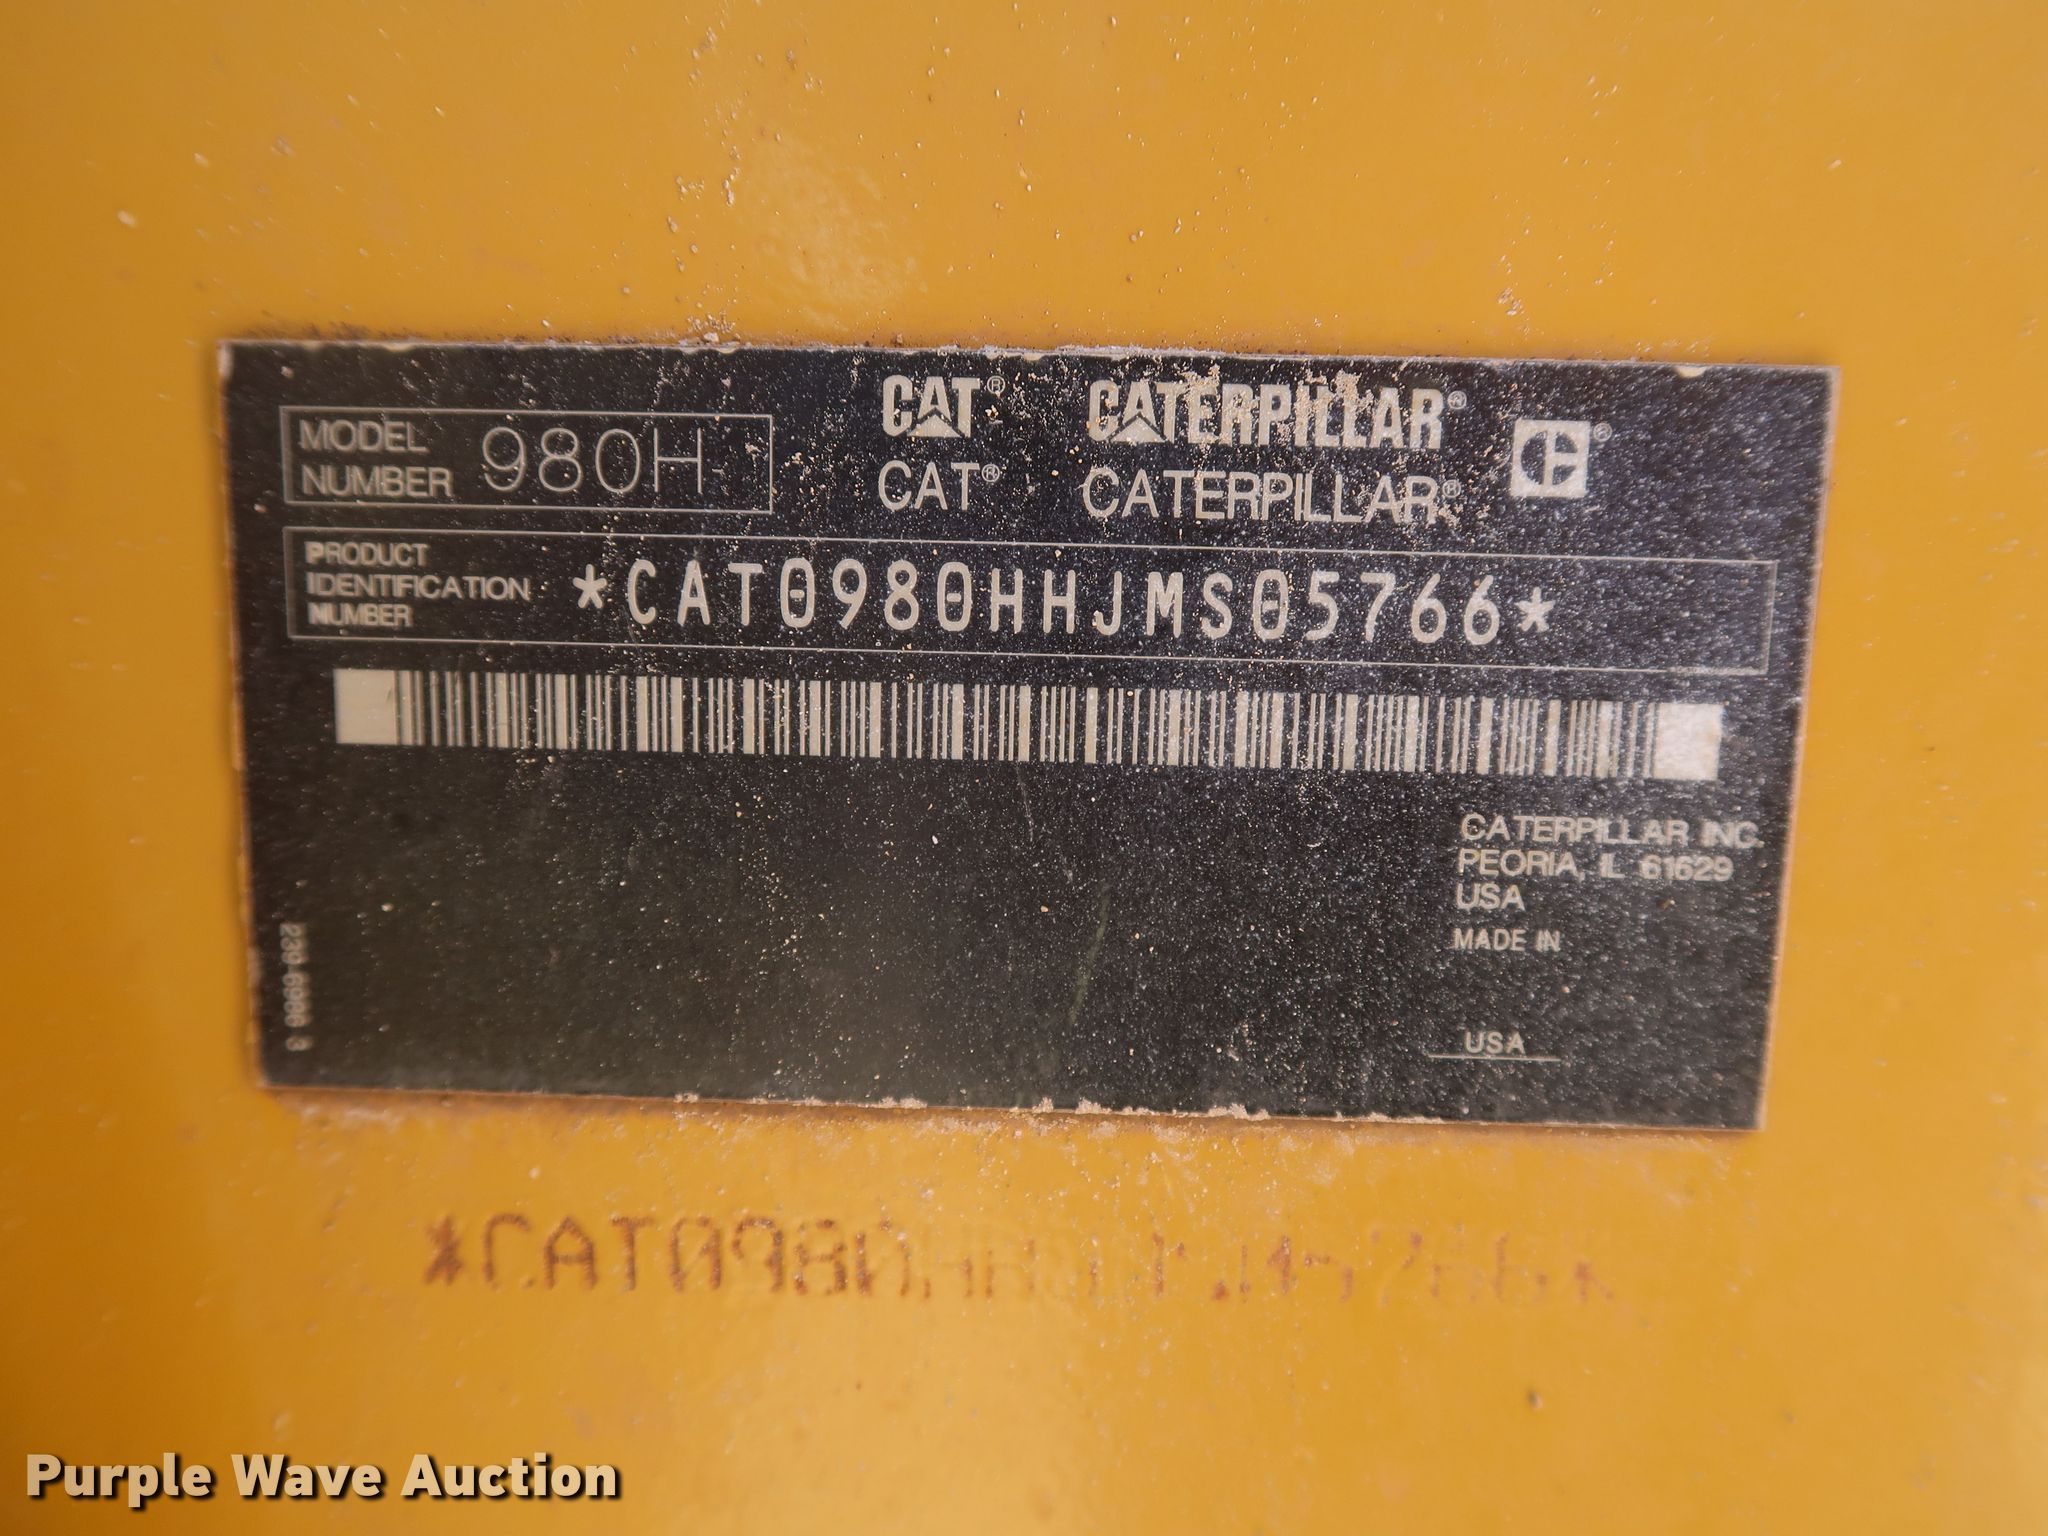 CAT® CATERPILLAR®
CAT® CATERPILLAR®
MODEL NUMBER 980H
PRODUCT IDENTIFICATION NUMBER *CAT0980HHJMS05766*
CATERPILLAR INC.
PEORIA, IL 61629
USA
MADE IN
USA
*CAT0980
Purple Wave Auction